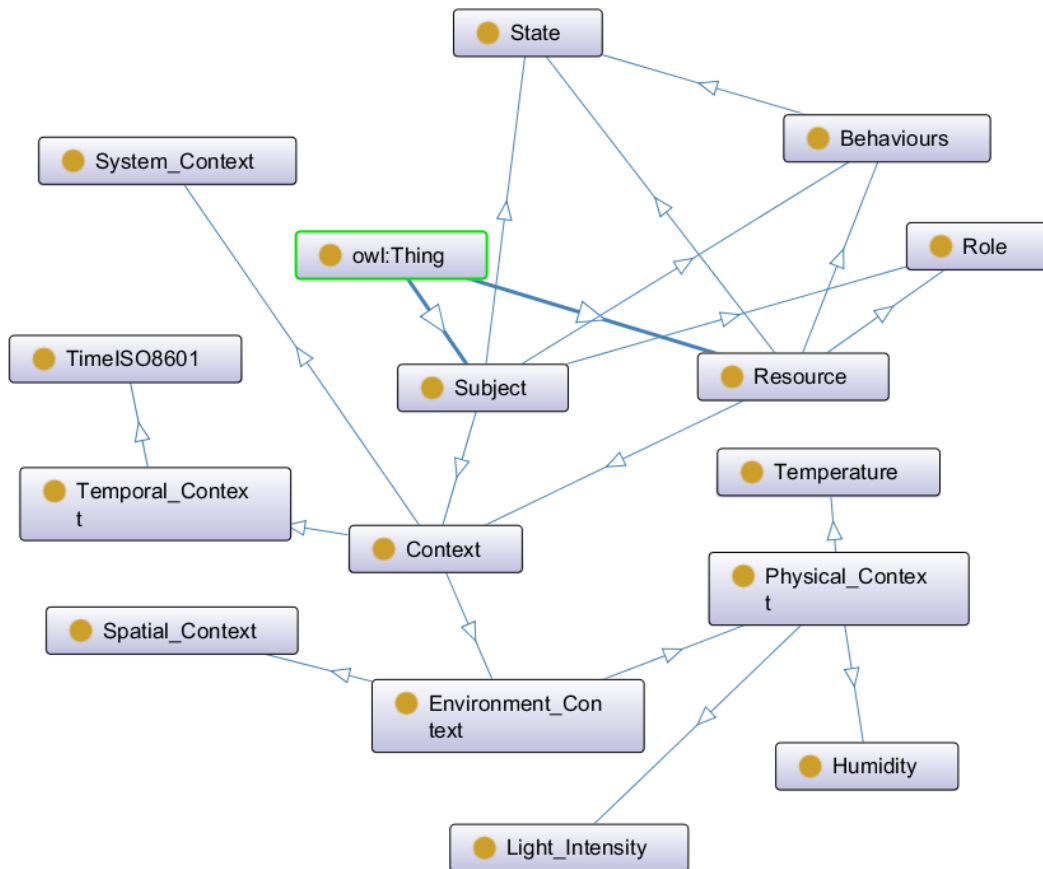 State
Behaviours
System_Context
Role
owl:Thing
TimeISO8601
Resource
Subject
Temperature
Temporal_Contex
t
Context
Physical_Contex
t
Spatial_Context
Environment_Con
text
Humidity
Light_Intensity